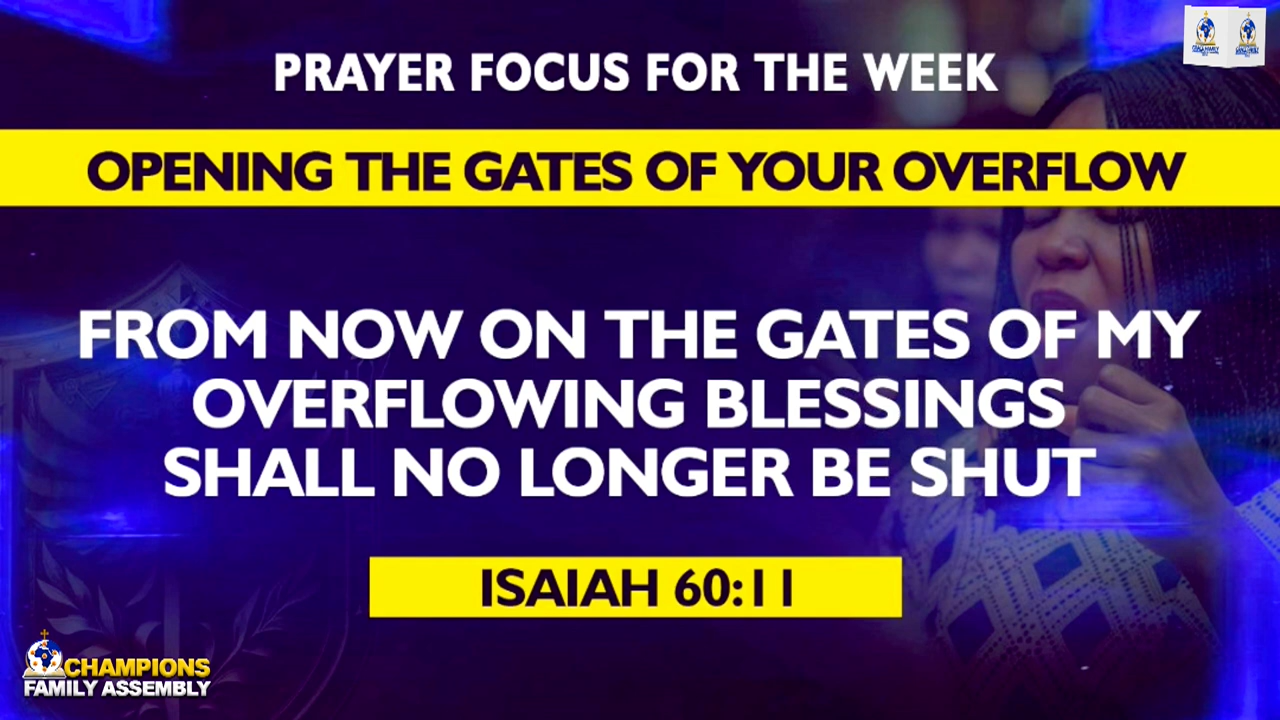 PRAYER FOCUS FOR THE WEEK
OPENING THE GATES OF YOUR OVERFLOW
FROM NOW ON THE GATES OF MY
OVERFLOWING BLESSINGS
SHALL NO LONGER BE SHUT
ISAIAH 60:11
CHAMPIONS
FAMILY ASSEMBLY